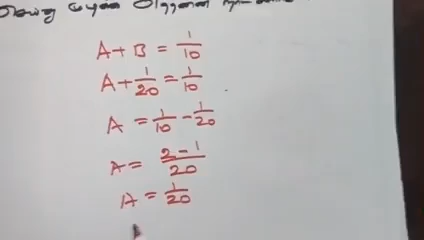 A + B = 1/10
A + 1/20 = 1/10
A = 1/10 - 1/20
A = 2-1/20
A = 1/20